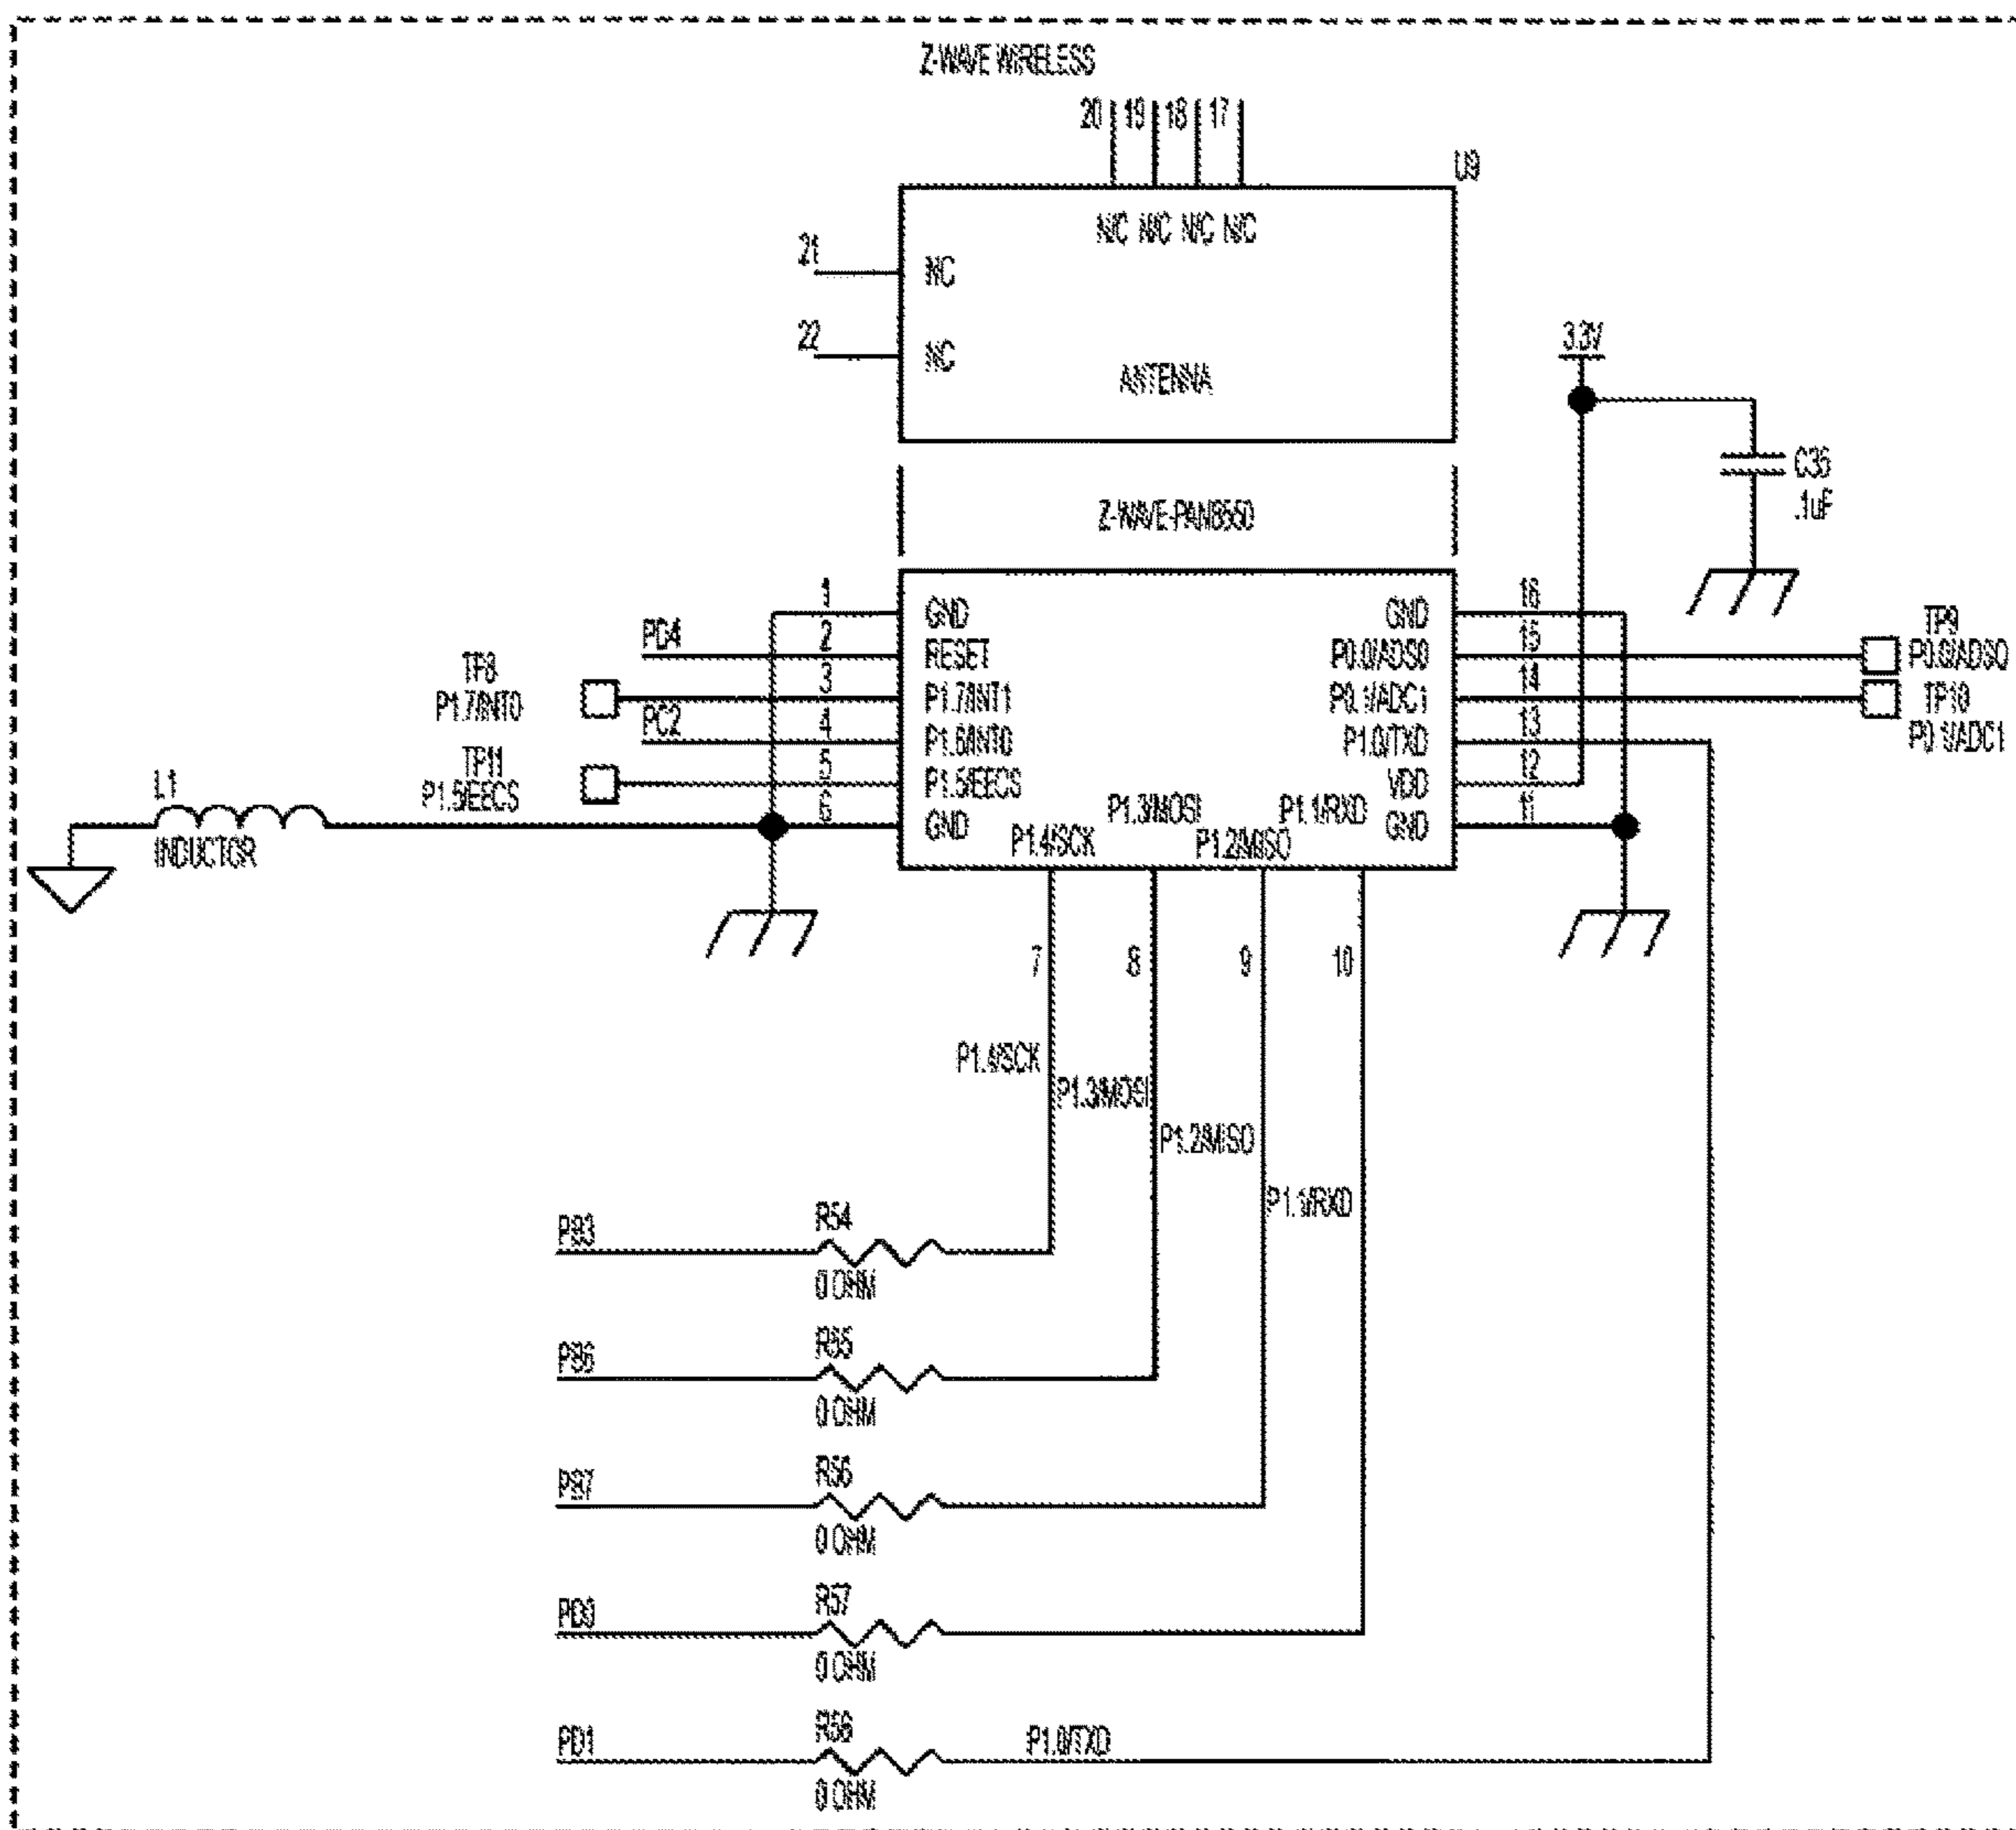 Z-WAVE WIRELESS
20 19 18 17
U9
N/C N/C N/C N/C
21 NC
22 NC
ANTENNA
3.3V
C36
.1uF
Z-WAVE-PAN8550
1 GND
PD4 2 RESET
TP8
P1.7/INT0
3 P1.7/INT1
PC2 4 P1.6/INT0
TP11
P1.5/EECS
5 P1.5/EECS
6 GND
L1
INDUCTOR
GND 16
P0.0/ADS0 15
TP9
P0.0/ADS0
P0.1/ADC1 14
TP10
P0.1/ADC1
P1.0/TXD 13
VDD 12
GND 11
P1.4/SCK
P1.3/MOSI
P1.2/MISO
P1.1/RXD
7 8 9 10
P1.4/SCK
P1.3/MOSI
P1.2/MISO
P1.1/RXD
PB3 R54
0 OHM
PB6 R55
0 OHM
PB7 R56
0 OHM
PD0 R57
0 OHM
PD1 P1.0/TXD
0 OHM